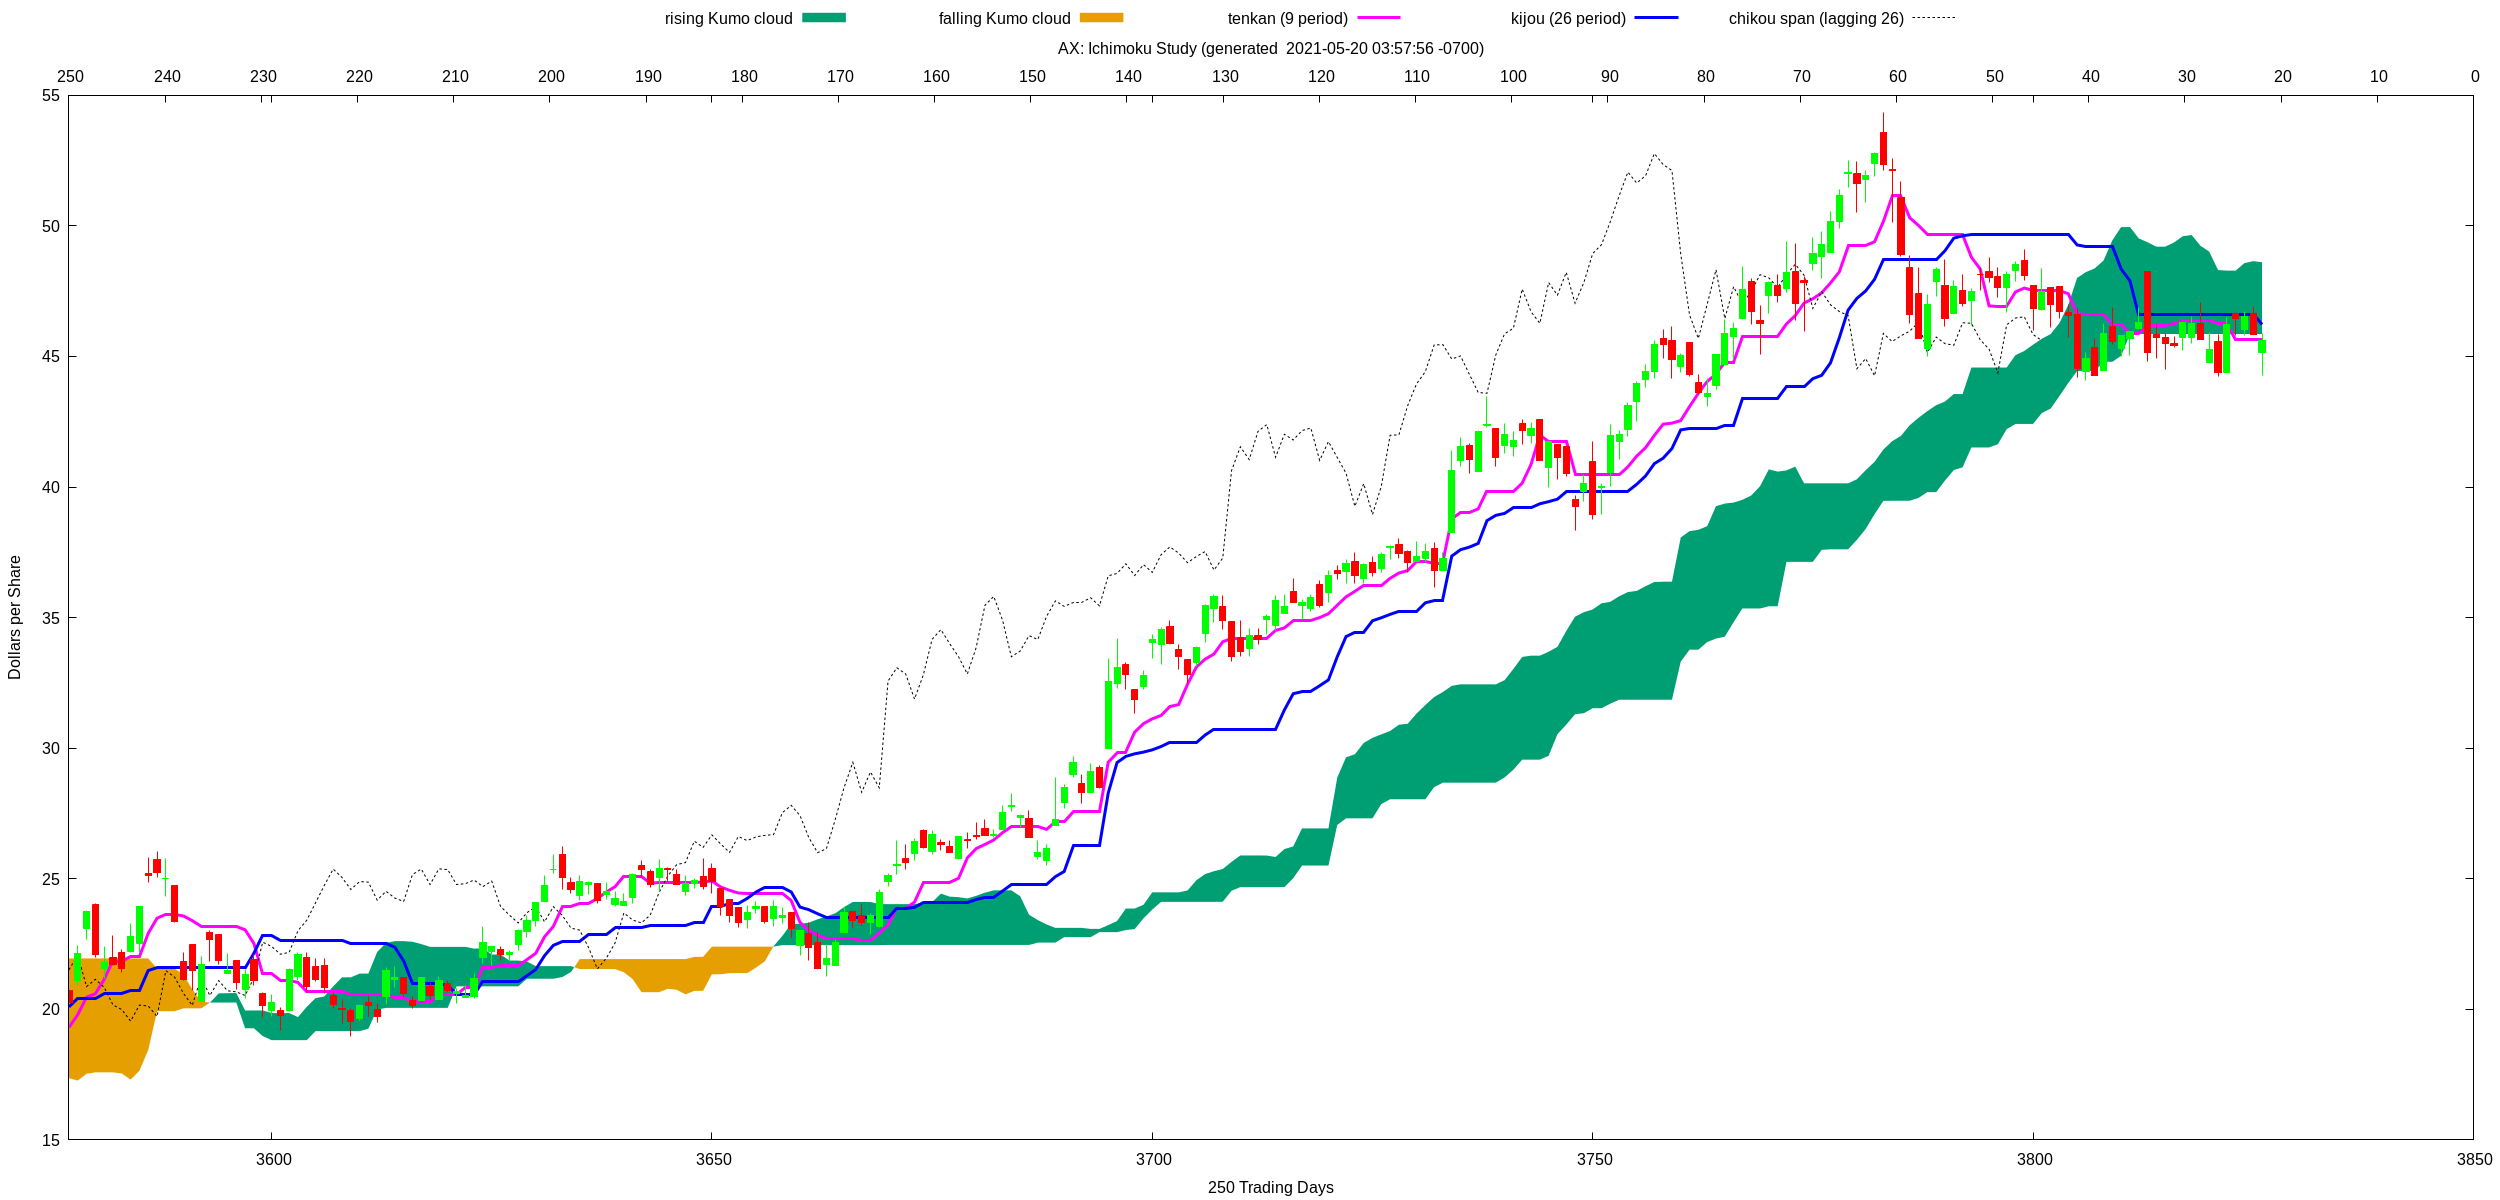 rising Kumo cloud falling Kumo cloud tenkan (9 period) kijou (26 period) chikou span (lagging 26)
AX: Ichimoku Study (generated  2021-05-20 03:57:56 -0700)
250 240 230 220 210 200 190 180 170 160 150 140 130 120 110 100 90 80 70 60 50 40 30 20 10 0
55
50
45
40
35
30
25
20
15
Dollars per Share
3600 3650 3700 3750 3800 3850
250 Trading Days